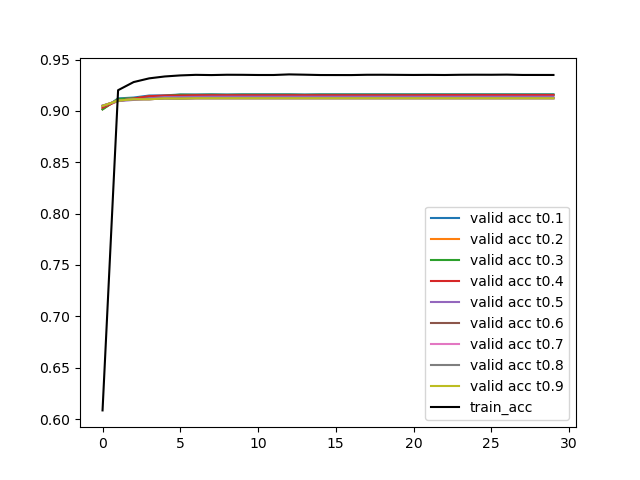 0.95
0.90
0.85
0.80
0.75
0.70
0.65
0.60
0 5 10 15 20 25 30
valid acc t0.1
valid acc t0.2
valid acc t0.3
valid acc t0.4
valid acc t0.5
valid acc t0.6
valid acc t0.7
valid acc t0.8
valid acc t0.9
train_acc